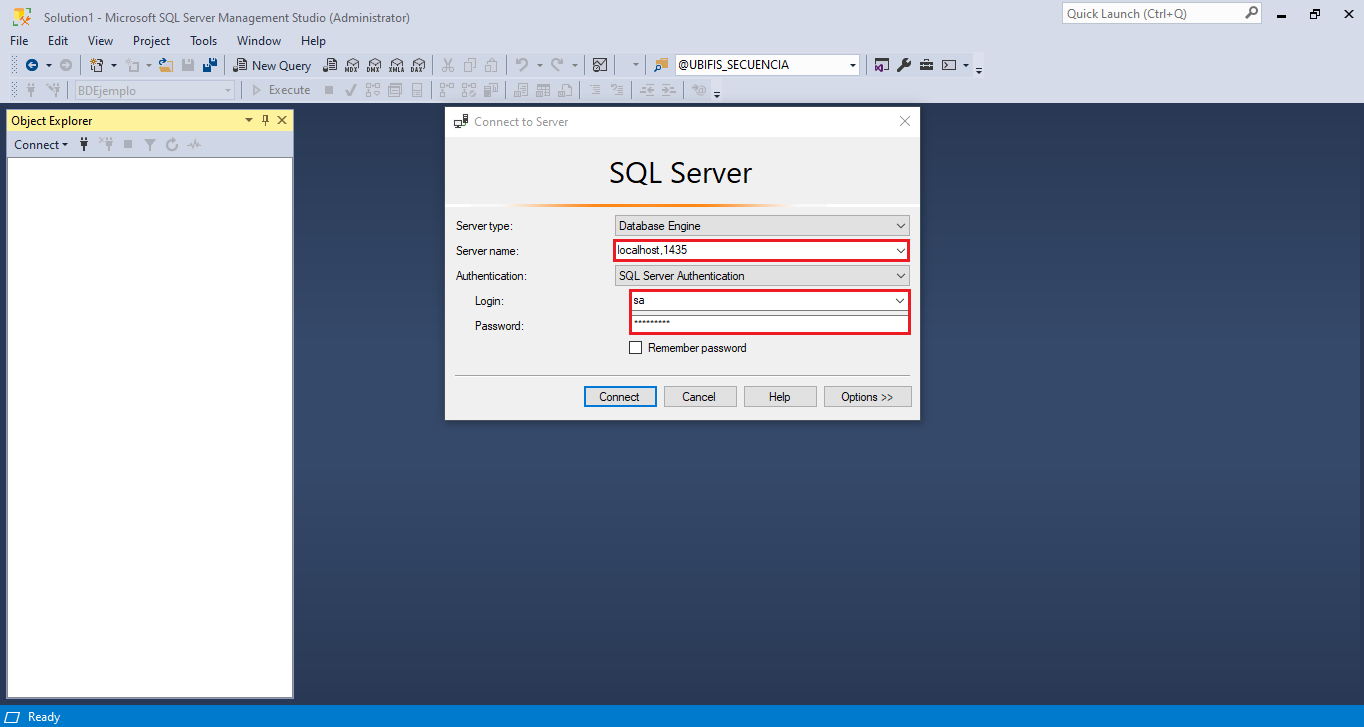 Solution1 - Microsoft SQL Server Management Studio (Administrator)
Quick Launch (Ctrl+Q)
File Edit View Project Tools Window Help
New Query MDX DMX XMLA DAX @UBIFIS_SECUENCIA
BDEjemplo Execute
Object Explorer
Connect
Connect to Server
SQL Server
Server type: Database Engine
Server name: localhost,1435
Authentication: SQL Server Authentication
Login: sa
Password: *********
Remember password
Connect Cancel Help Options >>
Ready